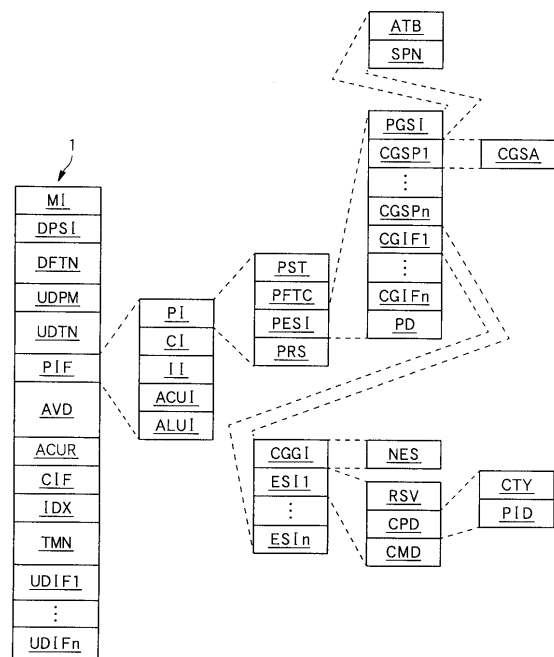 ATB
SPN
PGSI
CGSP1
CGSA
⋮
CGSPn
CGIF1
⋮
CGIFn
PD
1
MI
DPSI
DFTN
UDPM
UDTN
PIF
AVD
ACUR
CIF
IDX
TMN
UDIF1
⋮
UDIFn
PI
CI
II
ACUI
ALUI
PST
PFTC
PESI
PRS
CGGI
ESI1
⋮
ESIn
NES
RSV
CPD
CMD
CTY
PID